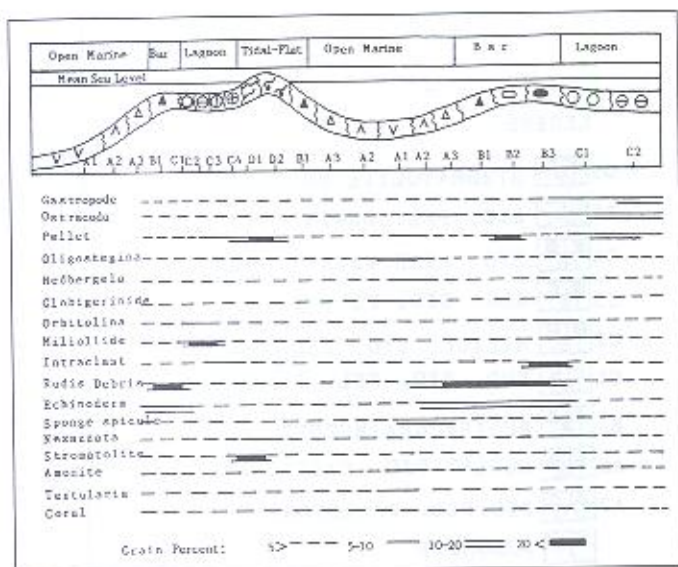 Open Marine Bar Lagoon Tidal-Flat Open Marine Bar Lagoon
Mean Sea Level
A1 A2 A3 B1 C1 C2 C3 C4 D1 D2 B1 A3 A2 A1 A2 A3 B1 B2 B3 C1 C2
Gastropode
Ostracoda
Pellet
Oligostegina
Hedbergela
Globigerinide
Orbitolina
Miliollide
Intraclast
Rudis Debris
Echinoderm
Sponge spicule
Nezazzata
Stromatolite
Amonite
Textularia
Coral
Grain Percent: 5> 5-10 10-20 20<